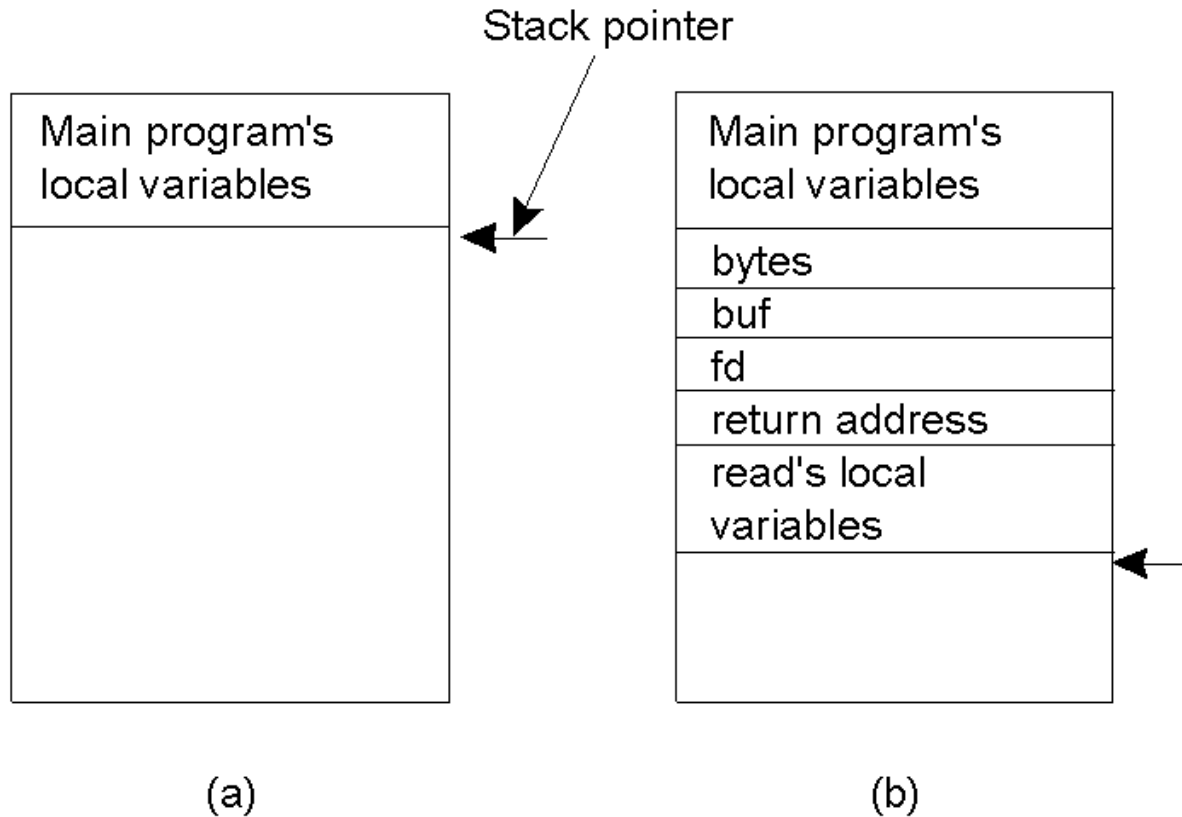 Stack pointer
Main program's
local variables
Main program's
local variables
bytes
buf
fd
return address
read's local
variables
(a)
(b)